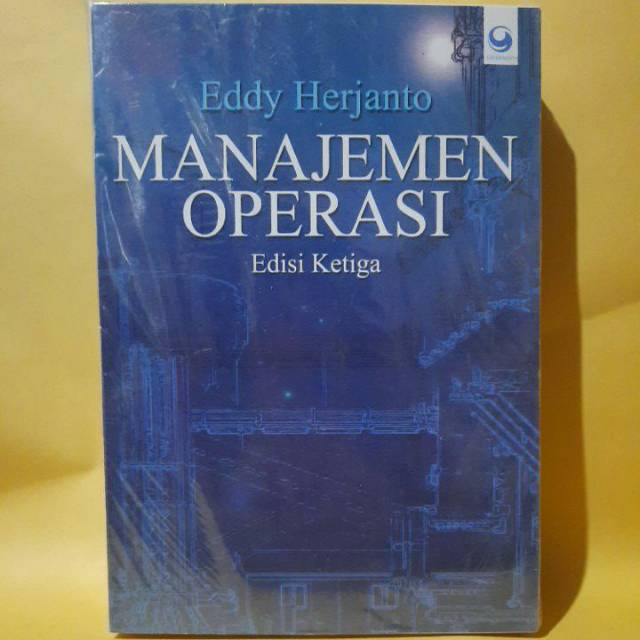 Eddy Herjanto
MANAJEMEN
OPERASI
Edisi Ketiga